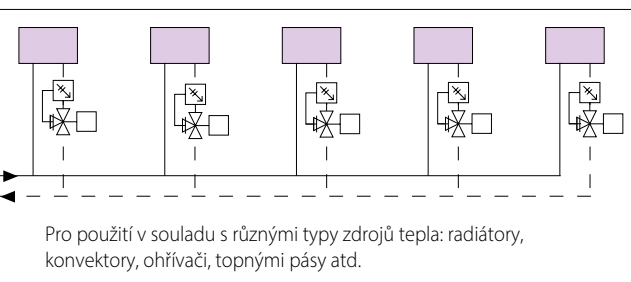 Pro použití v souladu s různými typy zdrojů tepla: radiátory,
konvektory, ohřívači, topnými pásy atd.